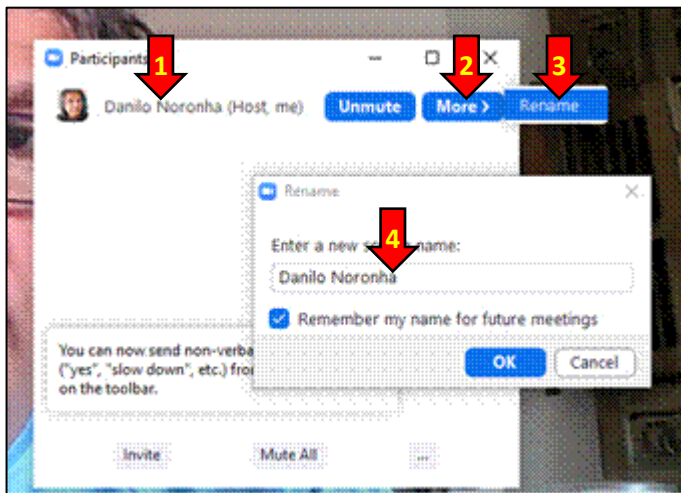 Participants
1
2
3
Danilo Noronha (Host, me)
Unmute
More >
Rename
Rename
4
Enter a new name:
Danilo Noronha
Remember my name for future meetings
You can now send non-verba
("yes", "slow down", etc.) fro
on the toolbar.
OK
Cancel
Invite
Mute All
...